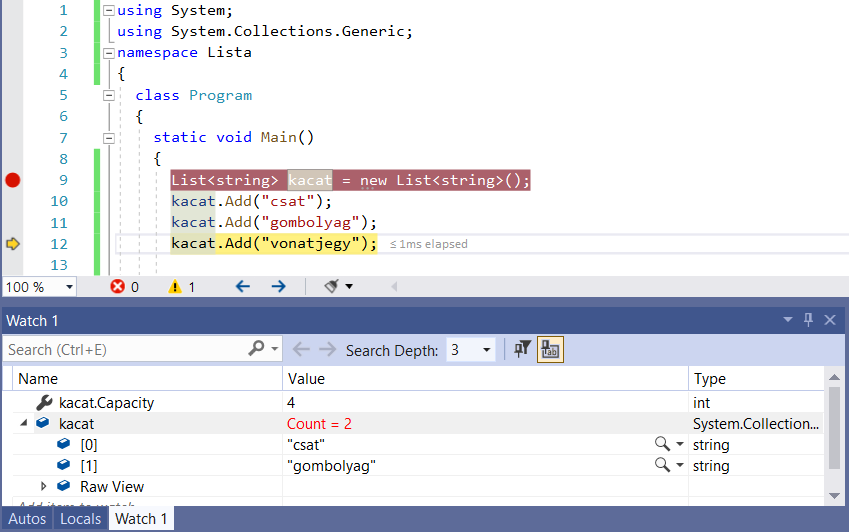 1 using System;
2 using System.Collections.Generic;
3 namespace Lista
4 {
5 class Program
6 {
7 static void Main()
8 {
9 List<string> kacat = new List<string>();
10 kacat.Add("csat");
11 kacat.Add("gombolyag");
12 kacat.Add("vonatjegy"); ≤ 1ms elapsed
13
100 % 0 1
Watch 1
Search (Ctrl+E) Search Depth: 3
Name Value Type
kacat.Capacity 4 int
kacat Count = 2 System.Collection...
[0] "csat" string
[1] "gombolyag" string
Raw View
Add item to watch
Autos Locals Watch 1